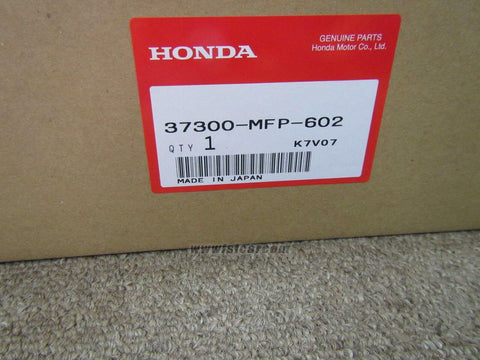 HONDA
GENUINE PARTS
Honda Motor Co., Ltd.
37300-MFP-602
QTY 1
K7V07
MADE IN JAPAN